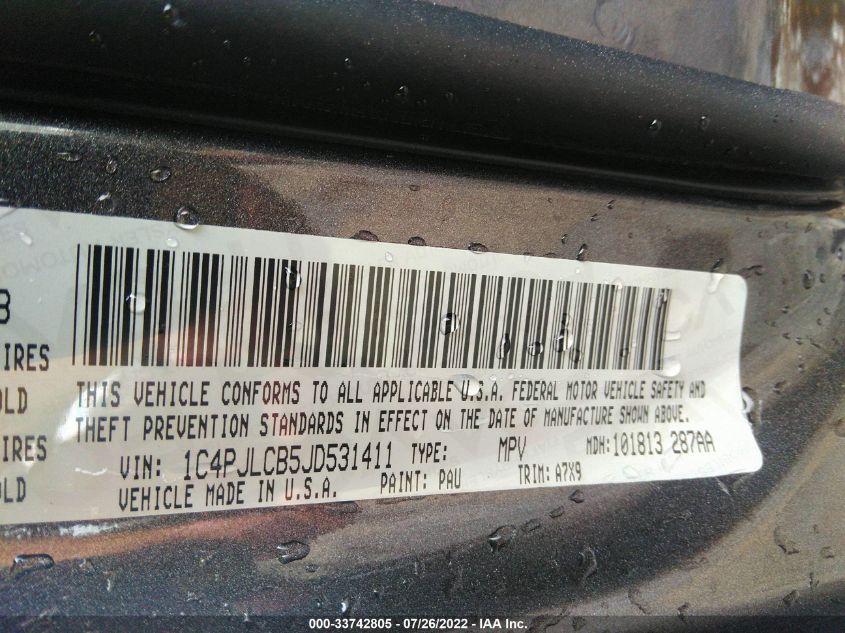 B
IRES
OLD
IRES
OLD
THIS VEHICLE CONFORMS TO ALL APPLICABLE U.S.A. FEDERAL MOTOR VEHICLE SAFETY AND
THEFT PREVENTION STANDARDS IN EFFECT ON THE DATE OF MANUFACTURE SHOWN ABOVE.
VIN: 1C4PJLCB5JD531411 TYPE: MPV MDH:101813 287AA
VEHICLE MADE IN U.S.A. PAINT: PAU TRIM: A7X9
000-33742805 - 07/26/2022 - IAA Inc.